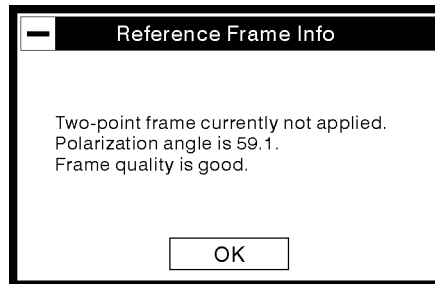 Reference Frame Info
Two-point frame currently not applied.
Polarization angle is 59.1.
Frame quality is good.
OK